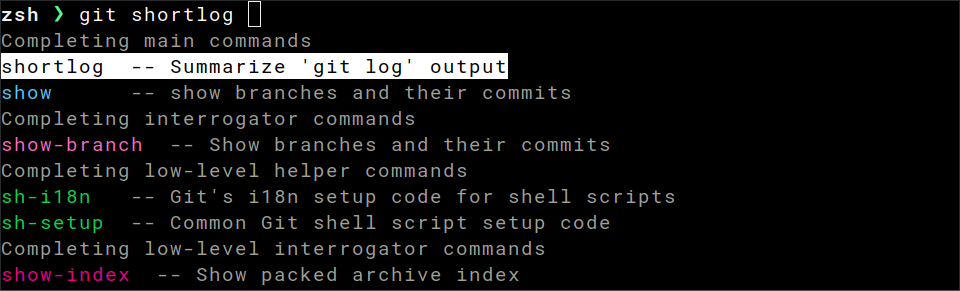 zsh ❯ git shortlog
Completing main commands
shortlog  -- Summarize 'git log' output
show      -- show branches and their commits
Completing interrogator commands
show-branch  -- Show branches and their commits
Completing low-level helper commands
sh-i18n   -- Git's i18n setup code for shell scripts
sh-setup  -- Common Git shell script setup code
Completing low-level interrogator commands
show-index  -- Show packed archive index